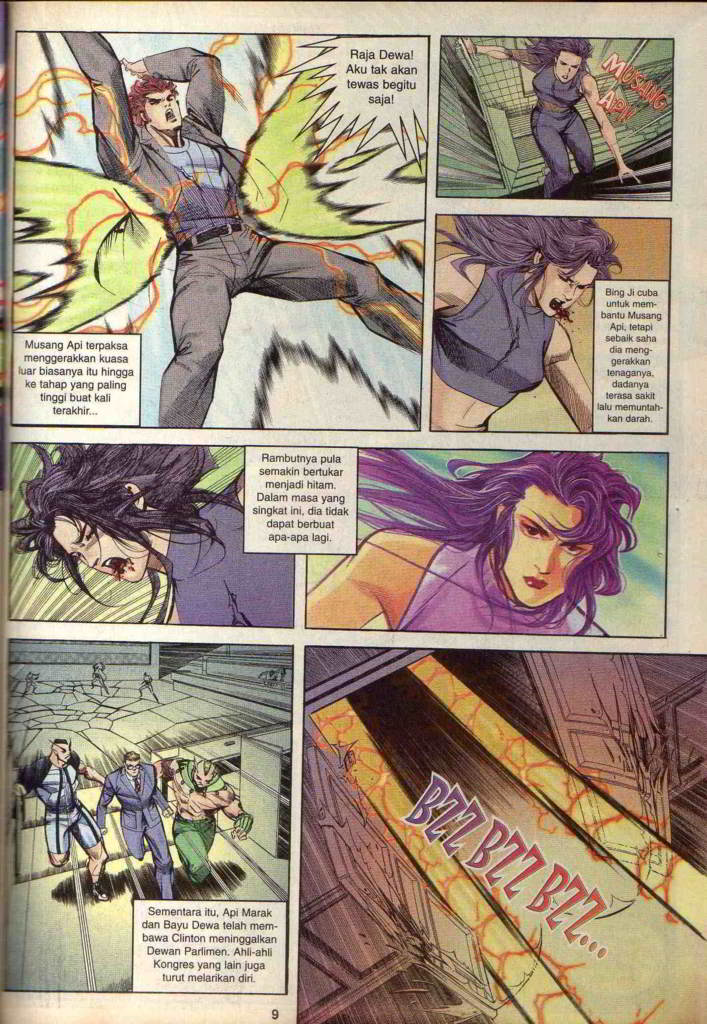 Raja Dewa!
Aku tak akan
tewas begitu
saja!
Musang Api terpaksa
menggerakkan kuasa
luar biasanya itu hingga
ke tahap yang paling
tinggi buat kali
terakhir...
MUSANG
API!
Bing Ji cuba
untuk mem-
bantu Musang
Api, tetapi
sebaik saha
dia meng-
gerakkan
tenaganya,
dadanya
terasa sakit
lalu memuntah-
kan darah.
Rambutnya pula
semakin bertukar
menjadi hitam.
Dalam masa yang
singkat ini, dia tidak
dapat berbuat
apa-apa lagi.
Sementara itu, Api Marak
dan Bayu Dewa telah mem-
bawa Clinton meninggalkan
Dewan Parlimen. Ahli-ahli
Kongres yang lain juga
turut melarikan diri.
BZZ BZZ BZZ...
9